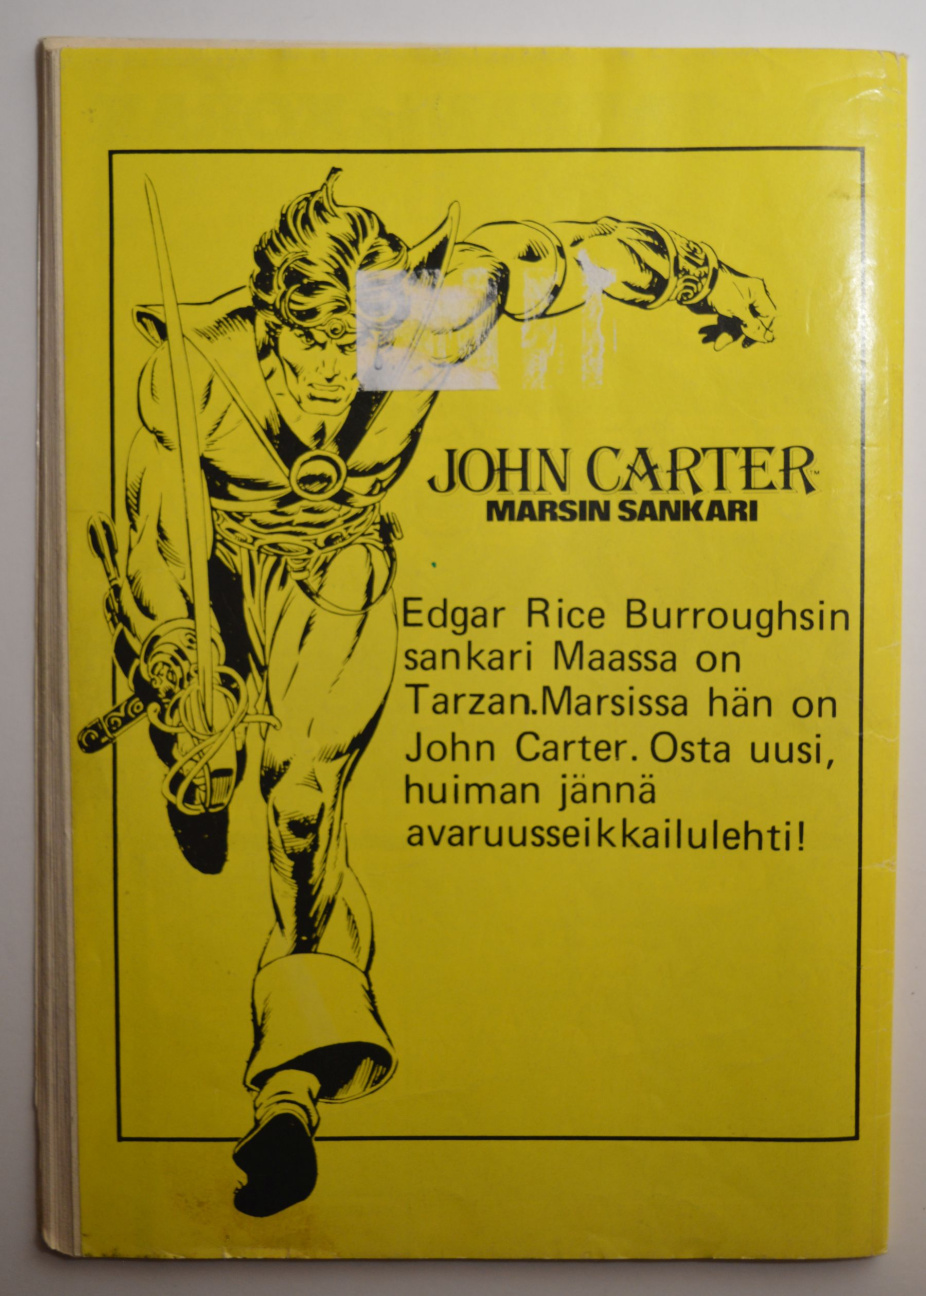 JOHN CARTER™
MARSIN SANKARI
Edgar Rice Burroughsin
sankari Maassa on
Tarzan.Marsissa hän on
John Carter. Osta uusi,
huiman jännä
avaruusseikkailulehti!